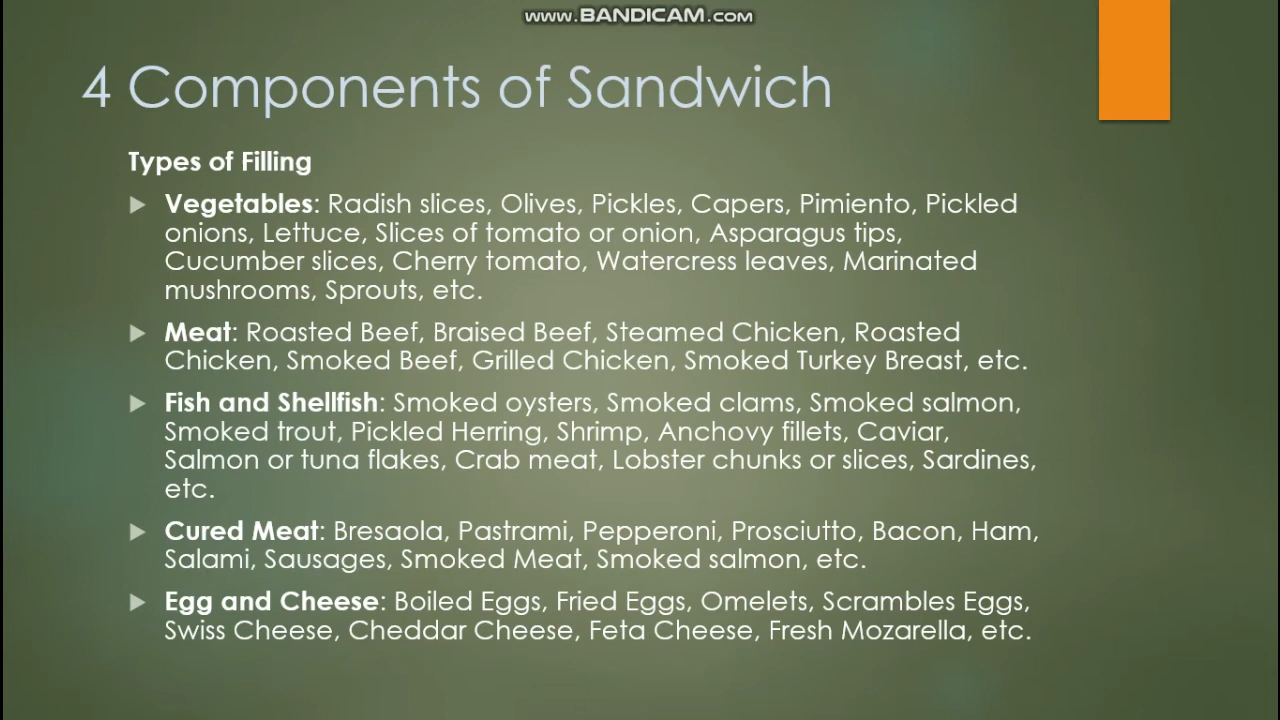 www.BANDICAM.com
4 Components of Sandwich
Types of Filling
Vegetables: Radish slices, Olives, Pickles, Capers, Pimiento, Pickled
onions, Lettuce, Slices of tomato or onion, Asparagus tips,
Cucumber slices, Cherry tomato, Watercress leaves, Marinated
mushrooms, Sprouts, etc.
Meat: Roasted Beef, Braised Beef, Steamed Chicken, Roasted
Chicken, Smoked Beef, Grilled Chicken, Smoked Turkey Breast, etc.
Fish and Shellfish: Smoked oysters, Smoked clams, Smoked salmon,
Smoked trout, Pickled Herring, Shrimp, Anchovy fillets, Caviar,
Salmon or tuna flakes, Crab meat, Lobster chunks or slices, Sardines,
etc.
Cured Meat: Bresaola, Pastrami, Pepperoni, Prosciutto, Bacon, Ham,
Salami, Sausages, Smoked Meat, Smoked salmon, etc.
Egg and Cheese: Boiled Eggs, Fried Eggs, Omelets, Scrambles Eggs,
Swiss Cheese, Cheddar Cheese, Feta Cheese, Fresh Mozarella, etc.